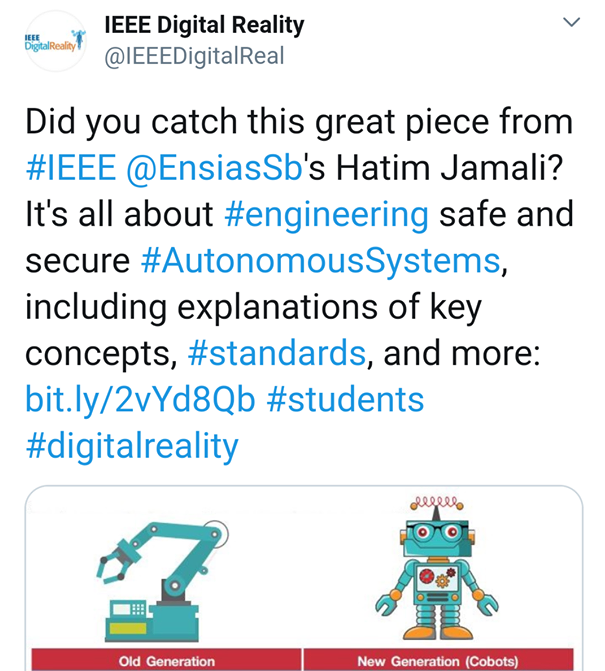 IEEE
DigitalReality
IEEE Digital Reality
@IEEEDigitalReal
Did you catch this great piece from
#IEEE @EnsiasSb's Hatim Jamali?
It's all about #engineering safe and
secure #AutonomousSystems,
including explanations of key
concepts, #standards, and more:
bit.ly/2vYd8Qb #students
#digitalreality
Old Generation
New Generation (Cobots)